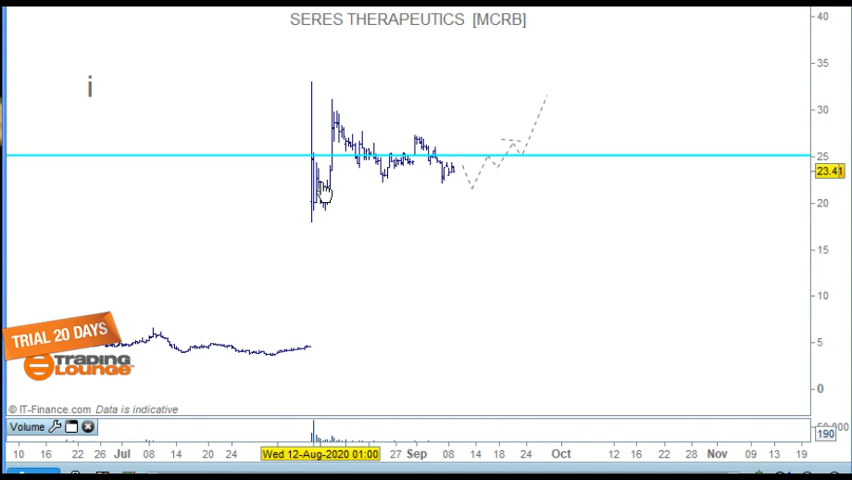 SERES THERAPEUTICS [MCRB]
i
40
35
30
25
23.41
20
15
10
5
0
TRIAL 20 DAYS
TRADING
LOUNGE
© IT-Finance.com Data is indicative
Volume
190
10 16 22 26 Jul 08 14 20 24 Wed 12-Aug-2020 01:00 27 Sep 08 14 18 24 Oct 12 16 22 28 Nov 09 13 19